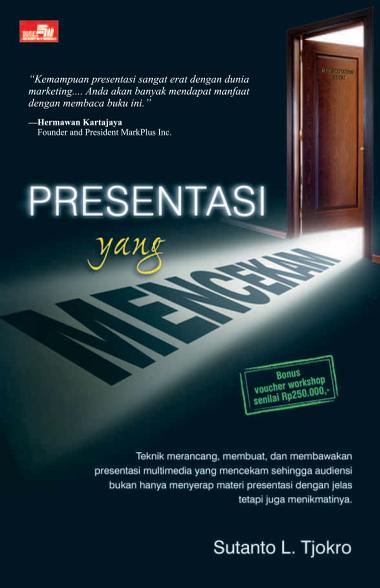 “Kemampuan presentasi sangat erat dengan dunia
marketing.... Anda akan banyak mendapat manfaat
dengan membaca buku ini.”
—Hermawan Kartajaya
Founder and President MarkPlus Inc.
PRESENTASI
yang
MENCEKAM
Bonus
voucher workshop
senilai Rp250.000,-
Teknik merancang, membuat, dan membawakan
presentasi multimedia yang mencekam sehingga audiensi
bukan hanya menyerap materi presentasi dengan jelas
tetapi juga menikmatinya.
Sutanto L. Tjokro